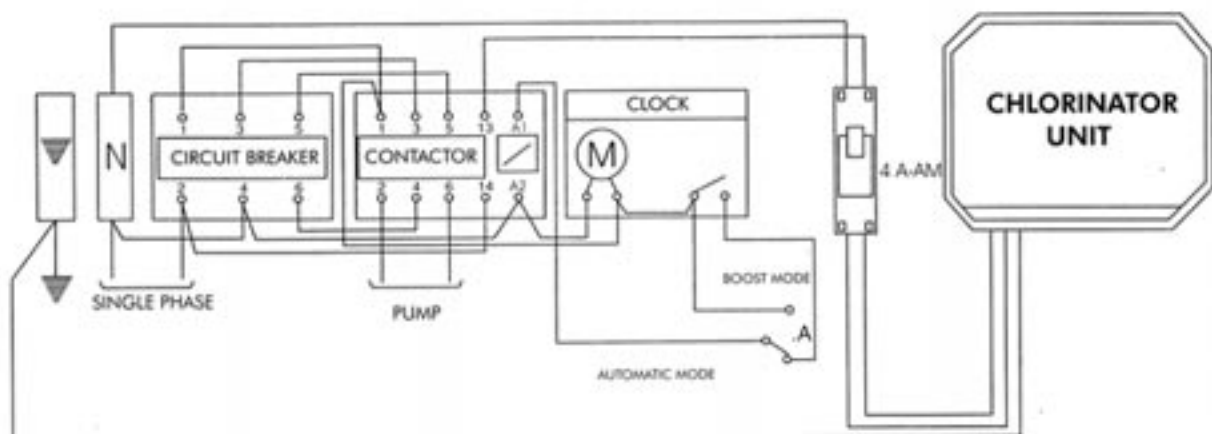 CLOCK
CHLORINATOR
UNIT
1 3 5
1 3 5 13 A1
N
CIRCUIT BREAKER
CONTACTOR
M
4 A-AM
2 4 6
2 4 6 14 A2
SINGLE PHASE
PUMP
BOOST MODE
.A
AUTOMATIC MODE